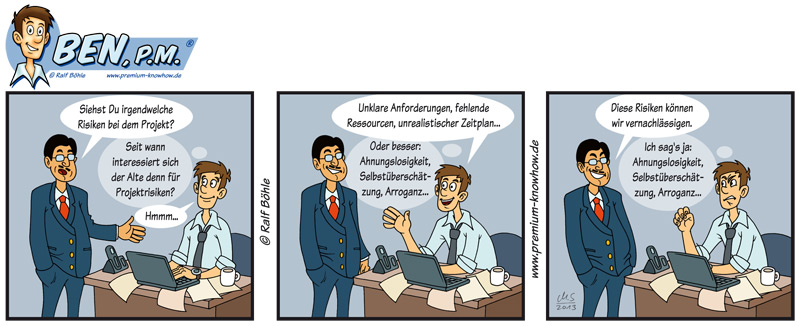 BEN, P.M.®
© Ralf Böhle
www.premium-knowhow.de
Siehst Du irgendwelche
Risiken bei dem Projekt?
Seit wann
interessiert sich
der Alte denn für
Projektrisiken?
Hmmm...
© Ralf Böhle
Unklare Anforderungen, fehlende
Ressourcen, unrealistischer Zeitplan...
Oder besser:
Ahnungslosigkeit,
Selbstüberschät-
zung, Arroganz...
www.premium-knowhow.de
Diese Risiken können
wir vernachlässigen.
Ich sag's ja:
Ahnungslosigkeit,
Selbstüberschät-
zung, Arroganz...
2013